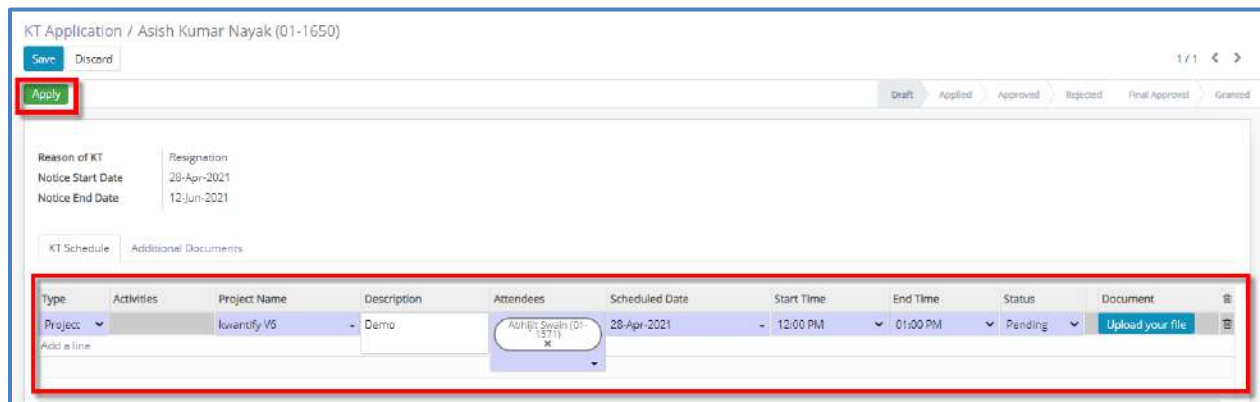 KT Application / Asish Kumar Nayak (01-1650)
Save Discard 1 / 1
Apply Draft Applied Approved Rejected Final Approval Granted
Reason of KT Resignation
Notice Start Date 28-Apr-2021
Notice End Date 12-Jun-2021
KT Schedule Additional Documents
Type Activities Project Name Description Attendees Scheduled Date Start Time End Time Status Document
Project kwantify V6 Demo Abhijit Swain (01-1571) 28-Apr-2021 12:00 PM 01:00 PM Pending Upload your file
Add a line